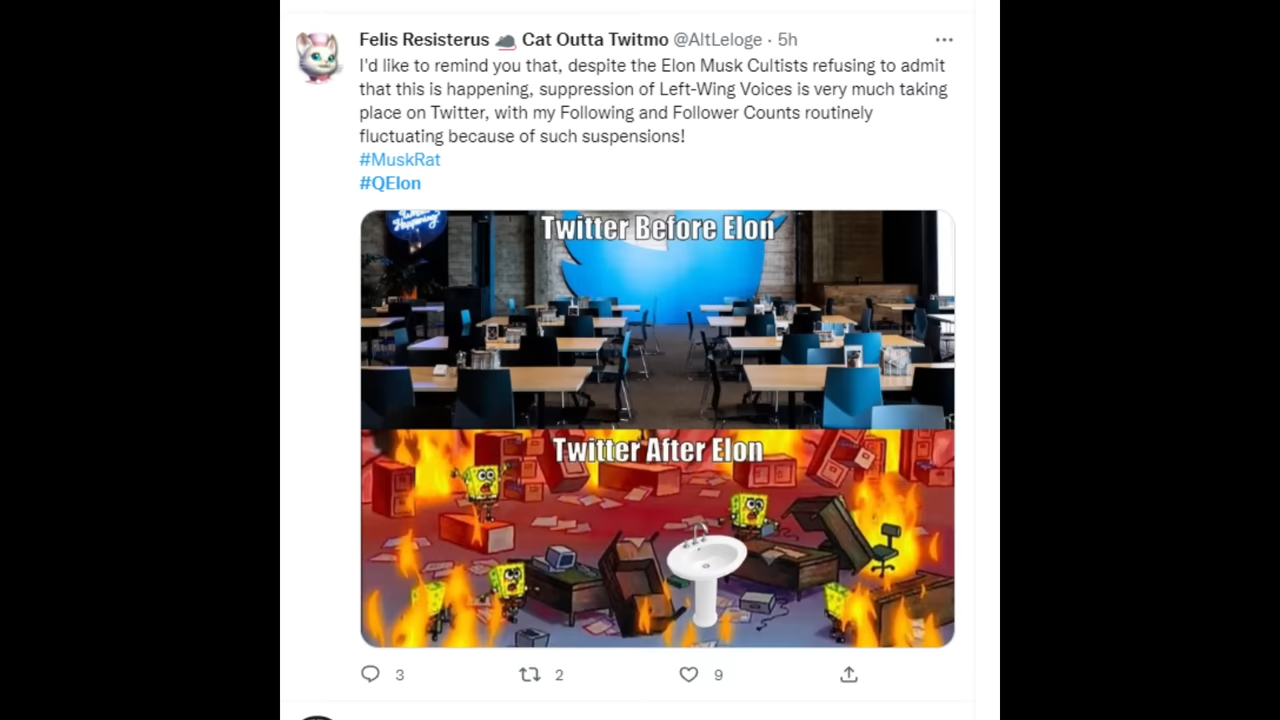 Felis Resisterus Cat Outta Twitmo @AltLeloge · 5h
I'd like to remind you that, despite the Elon Musk Cultists refusing to admit
that this is happening, suppression of Left-Wing Voices is very much taking
place on Twitter, with my Following and Follower Counts routinely
fluctuating because of such suspensions!
#MuskRat
#QElon
Happening?
Twitter Before Elon
Twitter After Elon
3 2 9